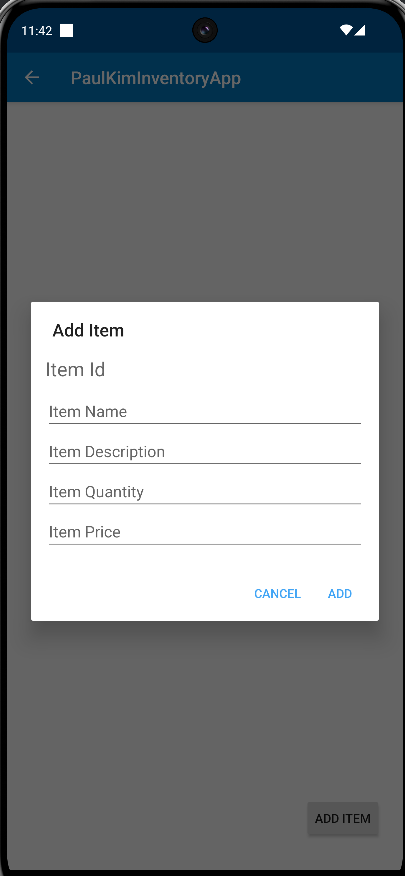 11:42
PaulKimInventoryApp
Add Item
Item Id
Item Name
Item Description
Item Quantity
Item Price
CANCEL ADD
ADD ITEM